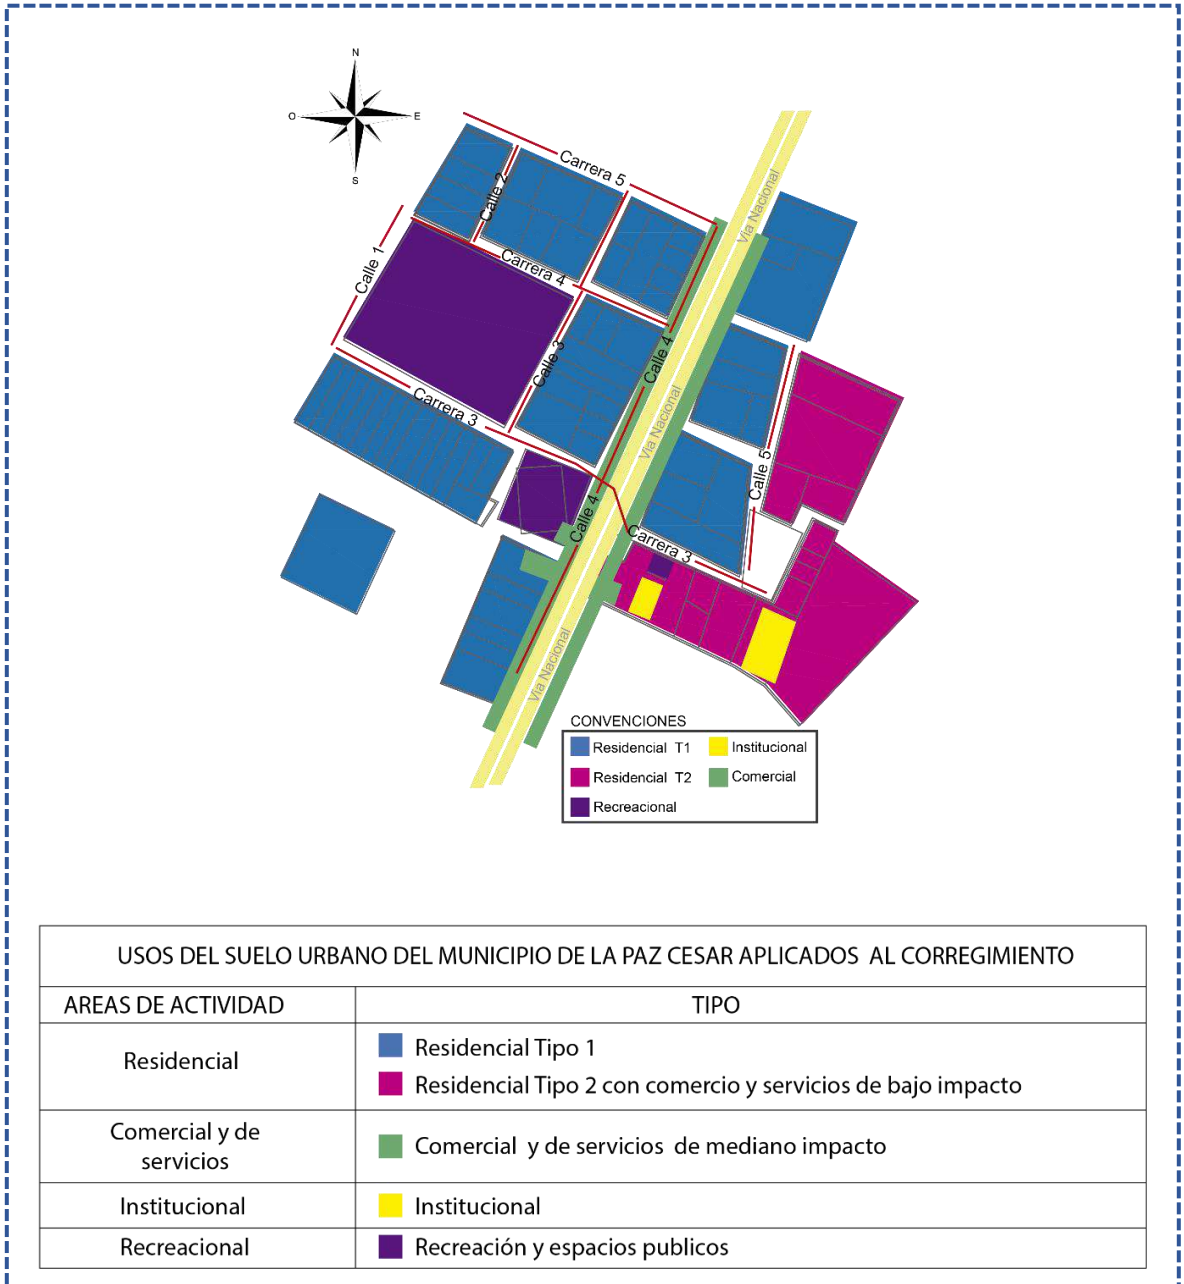 N
O
E
S
Carrera 5
Calle 2
Vía Nacional
Calle 1
Carrera 4
Calle 3
Calle 4
Carrera 3
Vía Nacional
Calle 5
Calle 4
Carrera 3
Vía Nacional
CONVENCIONES
Residencial T1
Institucional
Residencial T2
Comercial
Recreacional
USOS DEL SUELO URBANO DEL MUNICIPIO DE LA PAZ CESAR APLICADOS AL CORREGIMIENTO
AREAS DE ACTIVIDAD
TIPO
Residencial
Residencial Tipo 1
Residencial Tipo 2 con comercio y servicios de bajo impacto
Comercial y de
servicios
Comercial y de servicios de mediano impacto
Institucional
Institucional
Recreacional
Recreación y espacios publicos